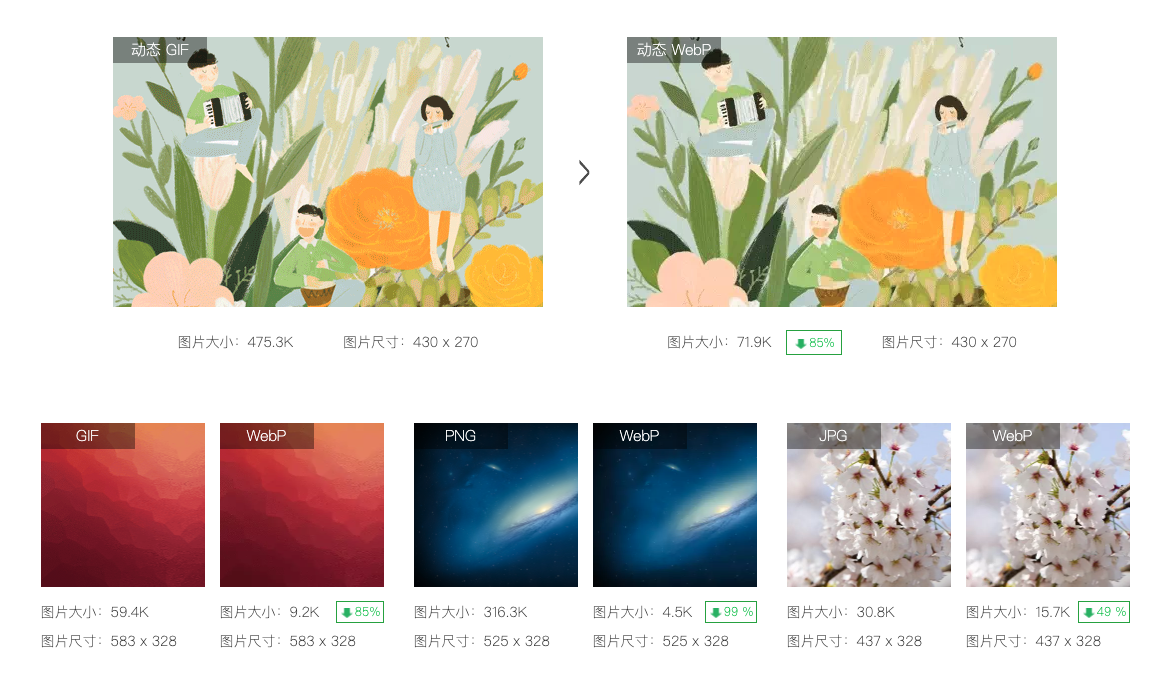 动态 GIF
动态 WebP
图片大小：475.3K
图片尺寸：430 x 270
图片大小：71.9K
85%
图片尺寸：430 x 270
GIF
WebP
PNG
WebP
JPG
WebP
图片大小：59.4K
图片大小：9.2K
85%
图片大小：316.3K
图片大小：4.5K
99 %
图片大小：30.8K
图片大小：15.7K
49 %
图片尺寸：583 x 328
图片尺寸：583 x 328
图片尺寸：525 x 328
图片尺寸：525 x 328
图片尺寸：437 x 328
图片尺寸：437 x 328